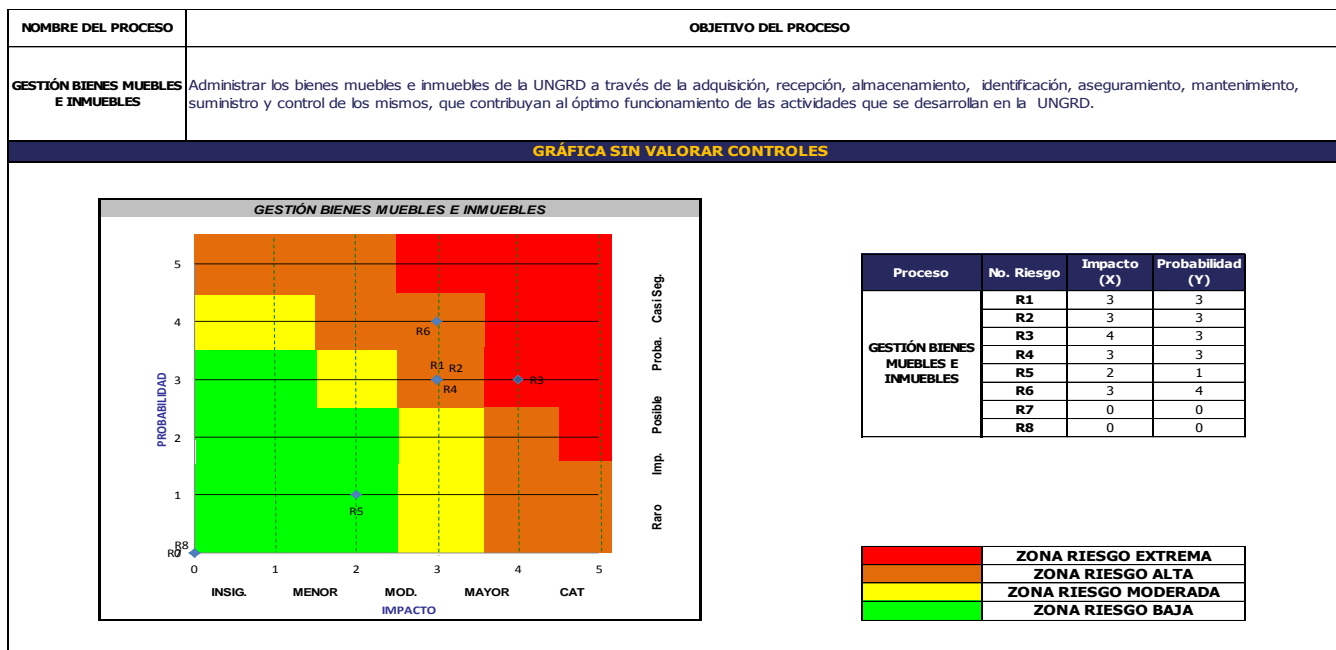 NOMBRE DEL PROCESO
OBJETIVO DEL PROCESO
GESTIÓN BIENES MUEBLES
E INMUEBLES
Administrar los bienes muebles e inmuebles de la UNGRD a través de la adquisición, recepción, almacenamiento, identificación, aseguramiento, mantenimiento,
suministro y control de los mismos, que contribuyan al óptimo funcionamiento de las actividades que se desarrollan en la UNGRD.
GRÁFICA SIN VALORAR CONTROLES
GESTIÓN BIENES MUEBLES E INMUEBLES
PROBABILIDAD
5
4
3
2
1
R6
R1 R2
R4
R3
R5
R8
0 1 2 3 4 5
INSIG. MENOR MOD. MAYOR CAT
IMPACTO
Raro Imp. Posible Proba. Casi Seg.
Proceso No. Riesgo Impacto (X) Probabilidad (Y)
GESTIÓN BIENES
MUEBLES E
INMUEBLES
R1 3 3
R2 3 3
R3 4 3
R4 3 3
R5 2 1
R6 3 4
R7 0 0
R8 0 0
ZONA RIESGO EXTREMA
ZONA RIESGO ALTA
ZONA RIESGO MODERADA
ZONA RIESGO BAJA